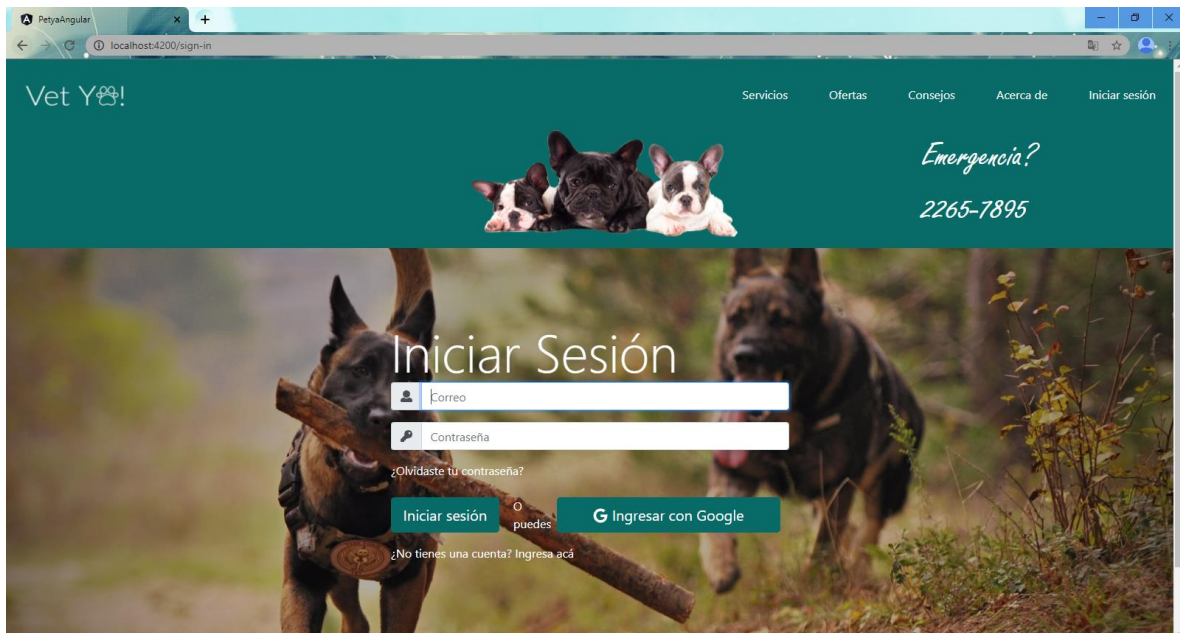 PetyaAngular
localhost:4200/sign-in
Vet Y!
Servicios Ofertas Consejos Acerca de Iniciar sesión
Emergencia?
2265-7895
Iniciar Sesión
Correo
Contraseña
¿Olvidaste tu contraseña?
Iniciar sesión
O
puedes
G Ingresar con Google
¿No tienes una cuenta? Ingresa acá